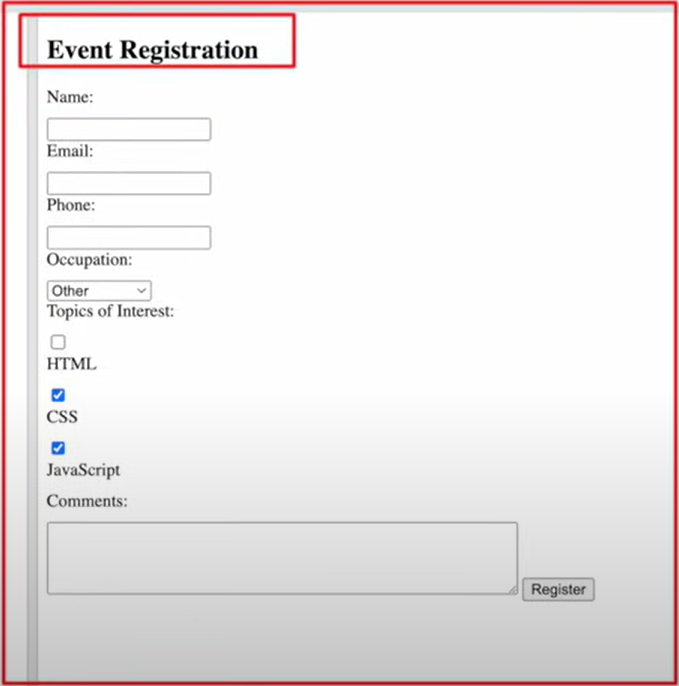 Event Registration
Name:
Email:
Phone:
Occupation:
Other
Topics of Interest:
HTML
CSS
JavaScript
Comments:
Register